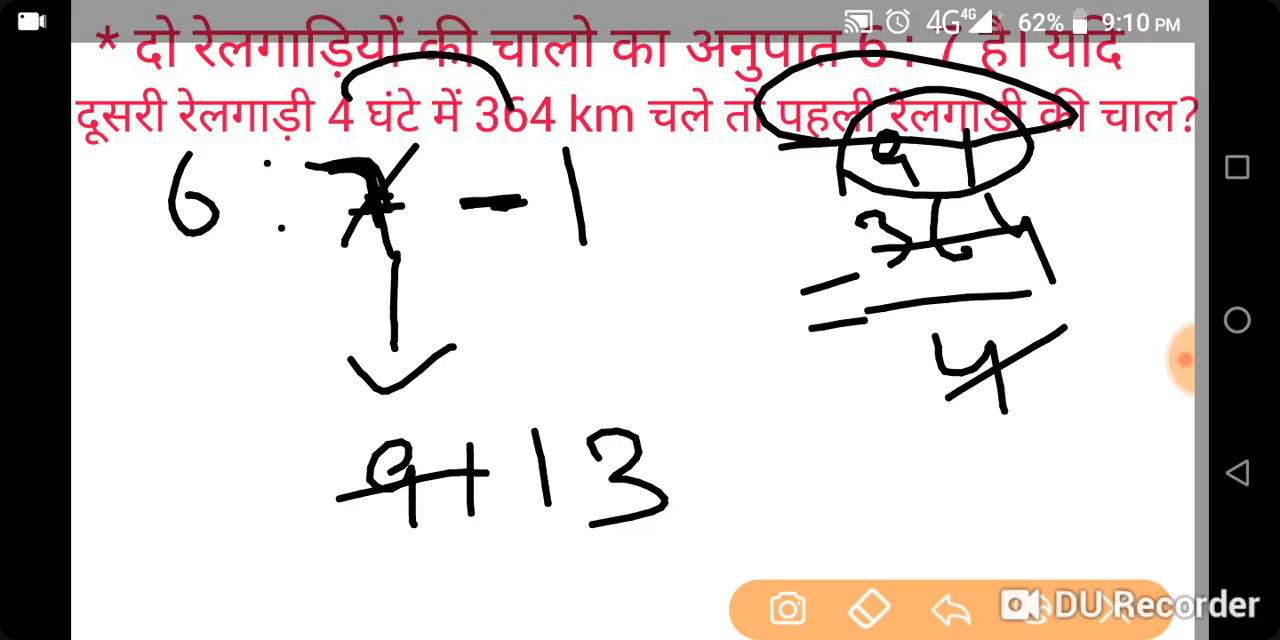 4G 4G 62% 9:10 PM
* दो रेलगाड़ियों की चालो का अनुपात 6 : 7 है। यदि
दूसरी रेलगाड़ी 4 घंटे में 364 km चले तो पहली रेलगाडी की चाल?
6 : 7 - 1
91
364
4
91 13
DU Recorder